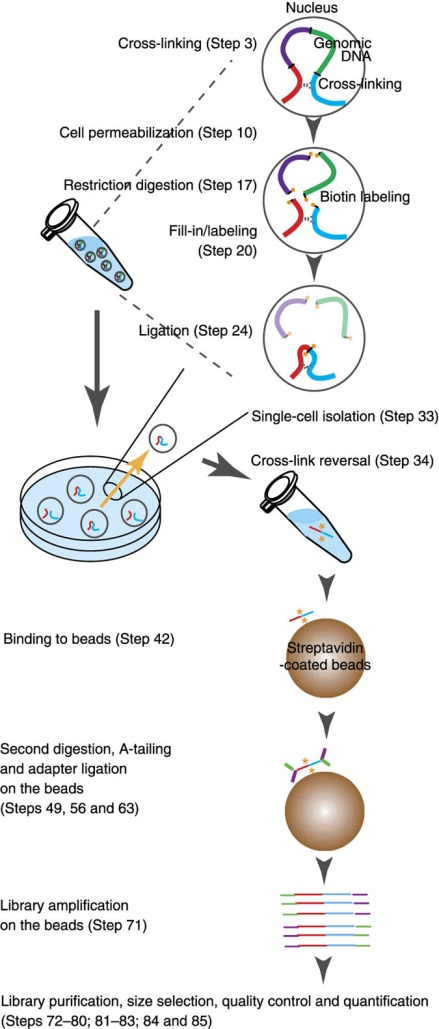 Nucleus
Cross-linking (Step 3)
Genomic
DNA
Cross-linking
Cell permeabilization (Step 10)
Restriction digestion (Step 17)
Biotin labeling
Fill-in/labeling
(Step 20)
Ligation (Step 24)
Single-cell isolation (Step 33)
Cross-link reversal (Step 34)
Binding to beads (Step 42)
Streptavidin
-coated beads
Second digestion, A-tailing
and adapter ligation
on the beads
(Steps 49, 56 and 63)
Library amplification
on the beads (Step 71)
Library purification, size selection, quality control and quantification
(Steps 72–80; 81–83; 84 and 85)